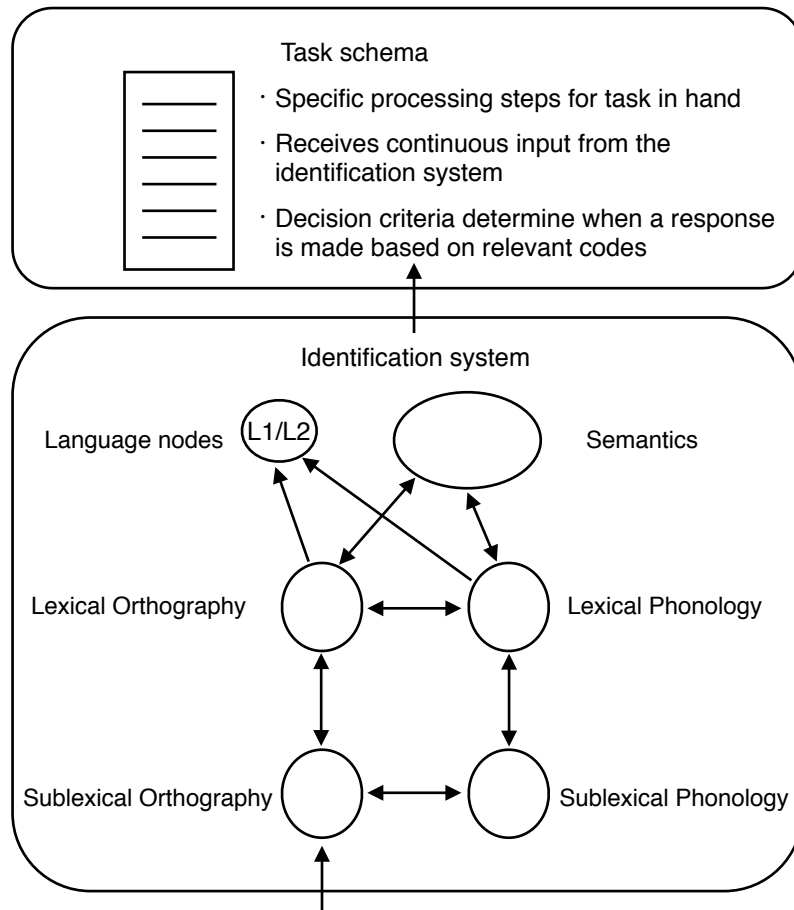 Task schema
· Specific processing steps for task in hand
· Receives continuous input from the
identification system
· Decision criteria determine when a response
is made based on relevant codes
Identification system
Language nodes
L1/L2
Semantics
Lexical Orthography
Lexical Phonology
Sublexical Orthography
Sublexical Phonology